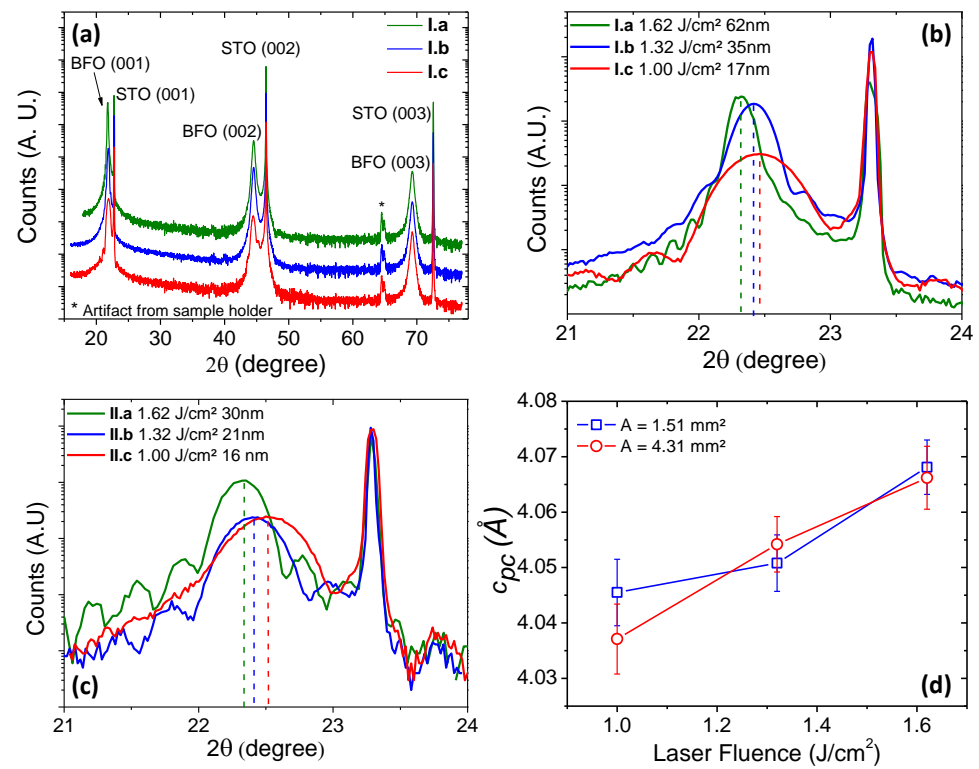 (a)
I.a
I.b
I.c
BFO (001)
STO (001)
STO (002)
BFO (002)
STO (003)
BFO (003)
*
* Artifact from sample holder
Counts (A. U.)
20 30 40 50 60 70
2θ (degree)
(b)
I.a 1.62 J/cm² 62nm
I.b 1.32 J/cm² 35nm
I.c 1.00 J/cm² 17nm
Counts (A.U.)
21 22 23 24
2θ (degree)
(c)
II.a 1.62 J/cm² 30nm
II.b 1.32 J/cm² 21nm
II.c 1.00 J/cm² 16 nm
Counts (A.U)
21 22 23 24
2θ (degree)
(d)
A = 1.51 mm²
A = 4.31 mm²
cpc (Å)
4.08
4.07
4.06
4.05
4.04
4.03
1.0 1.2 1.4 1.6
Laser Fluence (J/cm²)